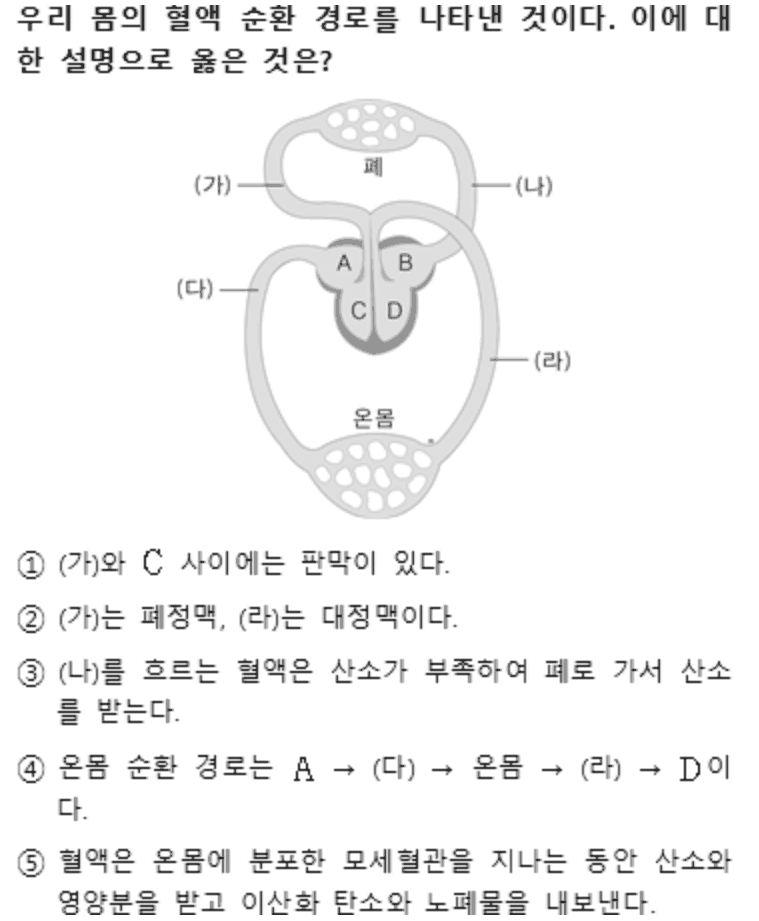 우리 몸의 혈액 순환 경로를 나타낸 것이다. 이에 대
한 설명으로 옳은 것은?
폐
(가)
(나)
A
B
(다)
C
D
(라)
온몸
① (가)와 C 사이에는 판막이 있다.
② (가)는 폐정맥, (라)는 대정맥이다.
③ (나)를 흐르는 혈액은 산소가 부족하여 폐로 가서 산소
를 받는다.
④ 온몸 순환 경로는 A → (다) → 온몸 → (라) → D이
다.
⑤ 혈액은 온몸에 분포한 모세혈관을 지나는 동안 산소와
영양분을 받고 이산화 탄소와 노폐물을 내보낸다.